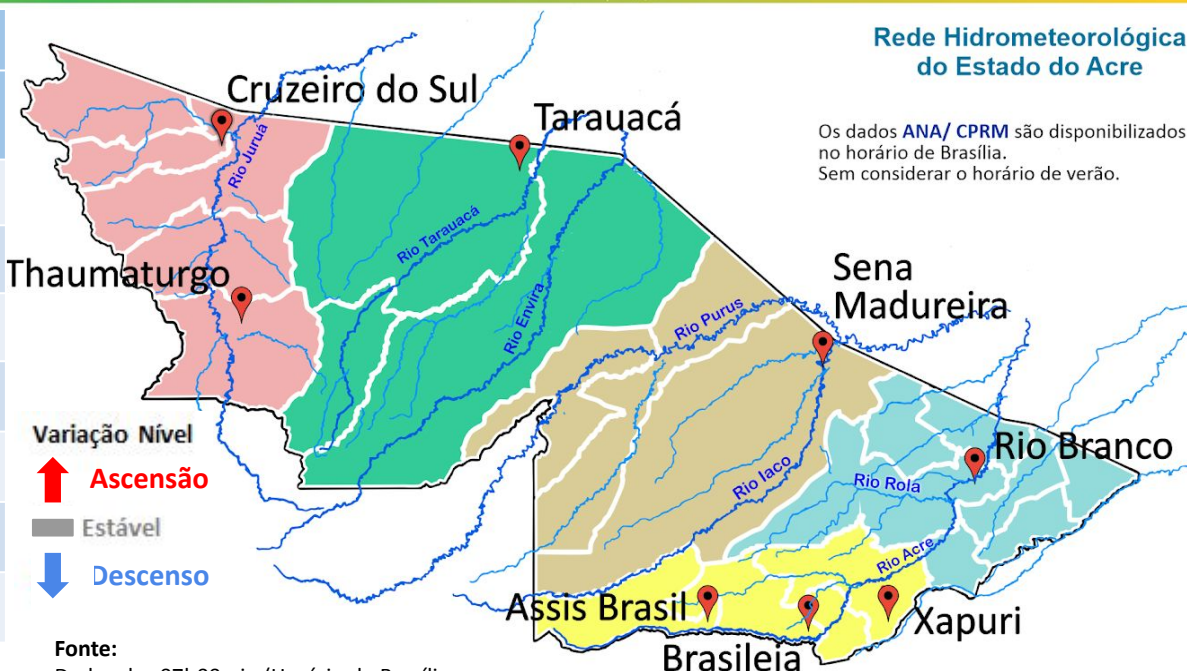 Rede Hidrometeorológica
do Estado do Acre
Os dados ANA/ CPRM são disponibilizados
no horário de Brasília.
Sem considerar o horário de verão.
Cruzeiro do Sul
Tarauacá
Rio Juruá
Rio Tarauacá
Thaumaturgo
Rio Envira
Sena
Madureira
Rio Purus
Variação Nível
Ascensão
Estável
Descenso
Rio Branco
Rio Iaco
Rio Rola
Rio Acre
Assis Brasil
Xapuri
Brasileia
Fonte: